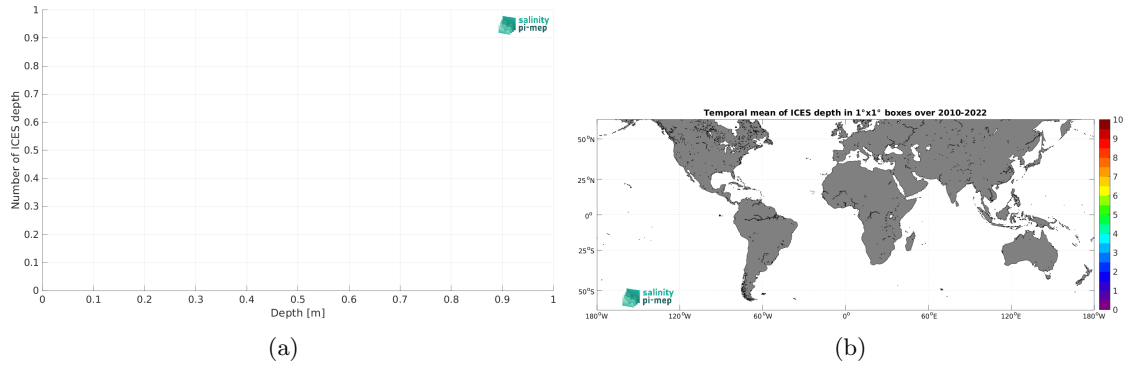 1
0.9
0.8
0.7
0.6
0.5
0.4
0.3
0.2
0.1
0
Number of ICES depth
0 0.1 0.2 0.3 0.4 0.5 0.6 0.7 0.8 0.9 1
Depth [m]
salinity
pi-mep
(a)
Temporal mean of ICES depth in 1°x1° boxes over 2010-2022
50°N
25°N
0°
25°S
50°S
180°W 120°W 60°W 0° 60°E 120°E 180°W
salinity
pi-mep
10
9
8
7
6
5
4
3
2
1
0
(b)